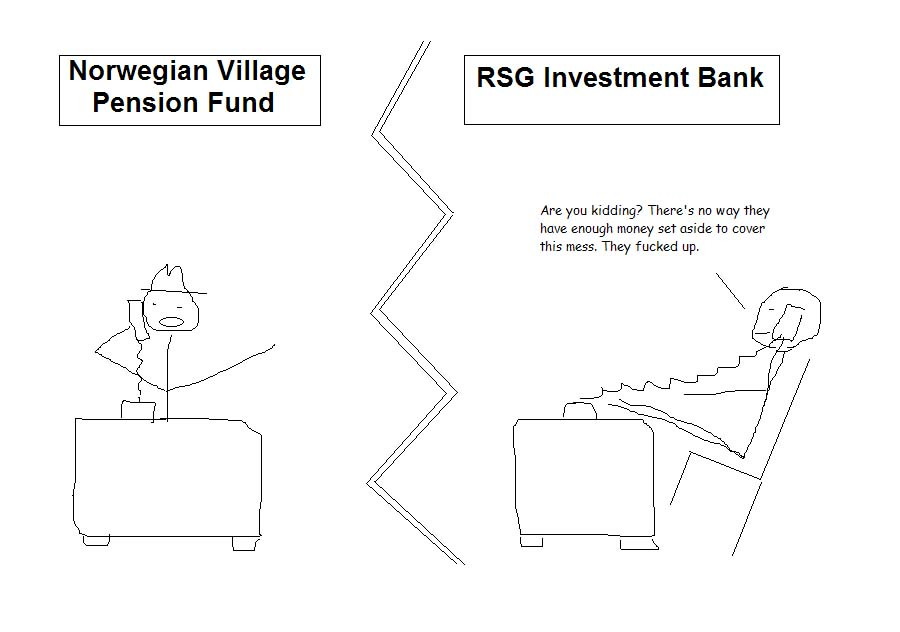 Norwegian Village
Pension Fund
RSG Investment Bank
Are you kidding? There's no way they
have enough money set aside to cover
this mess. They fucked up.